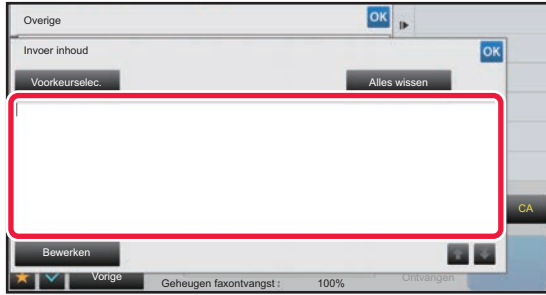 Overige OK
Invoer inhoud OK
Voorkeurselec. Alles wissen
CA
Bewerken
Vorige Geheugen faxontvangst : 100% Ontvangen